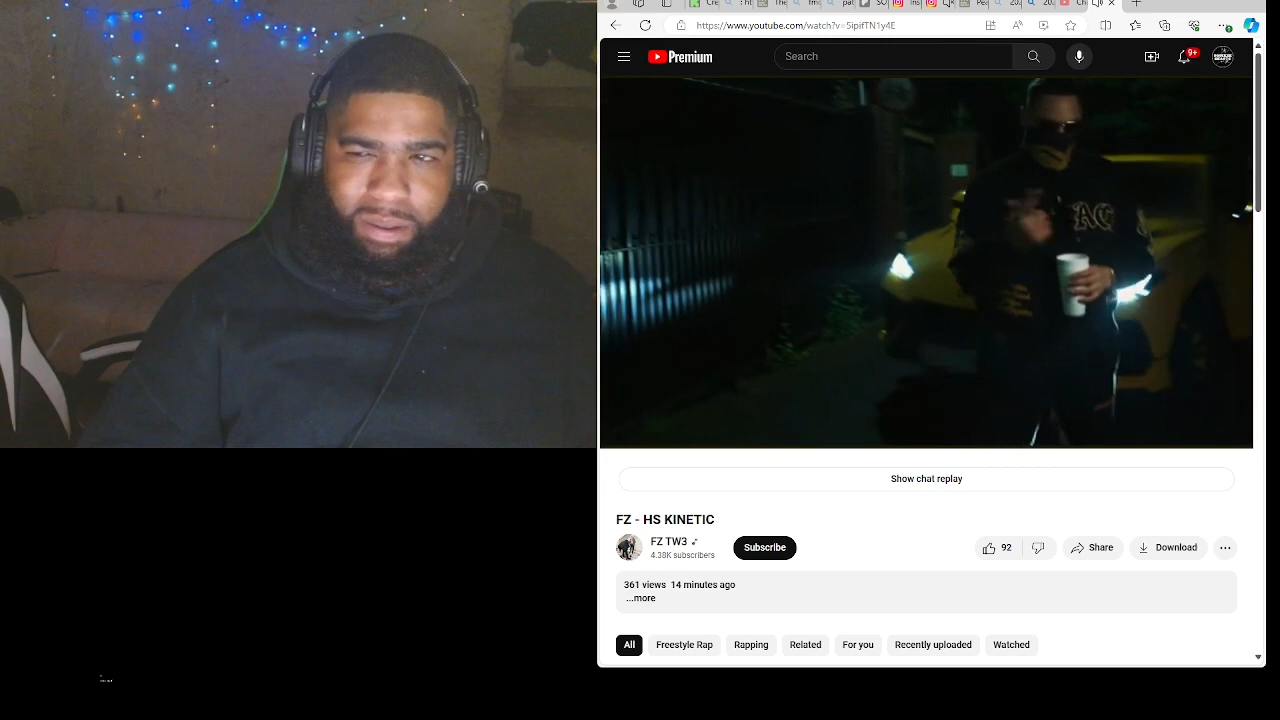 https://www.youtube.com/watch?v=5ipifTN1y4E
Premium
Search
9+
AG
Show chat replay
FZ - HS KINETIC
FZ TW3
4.38K subscribers
Subscribe
92
Share
Download
361 views 14 minutes ago
...more
All
Freestyle Rap
Rapping
Related
For you
Recently uploaded
Watched